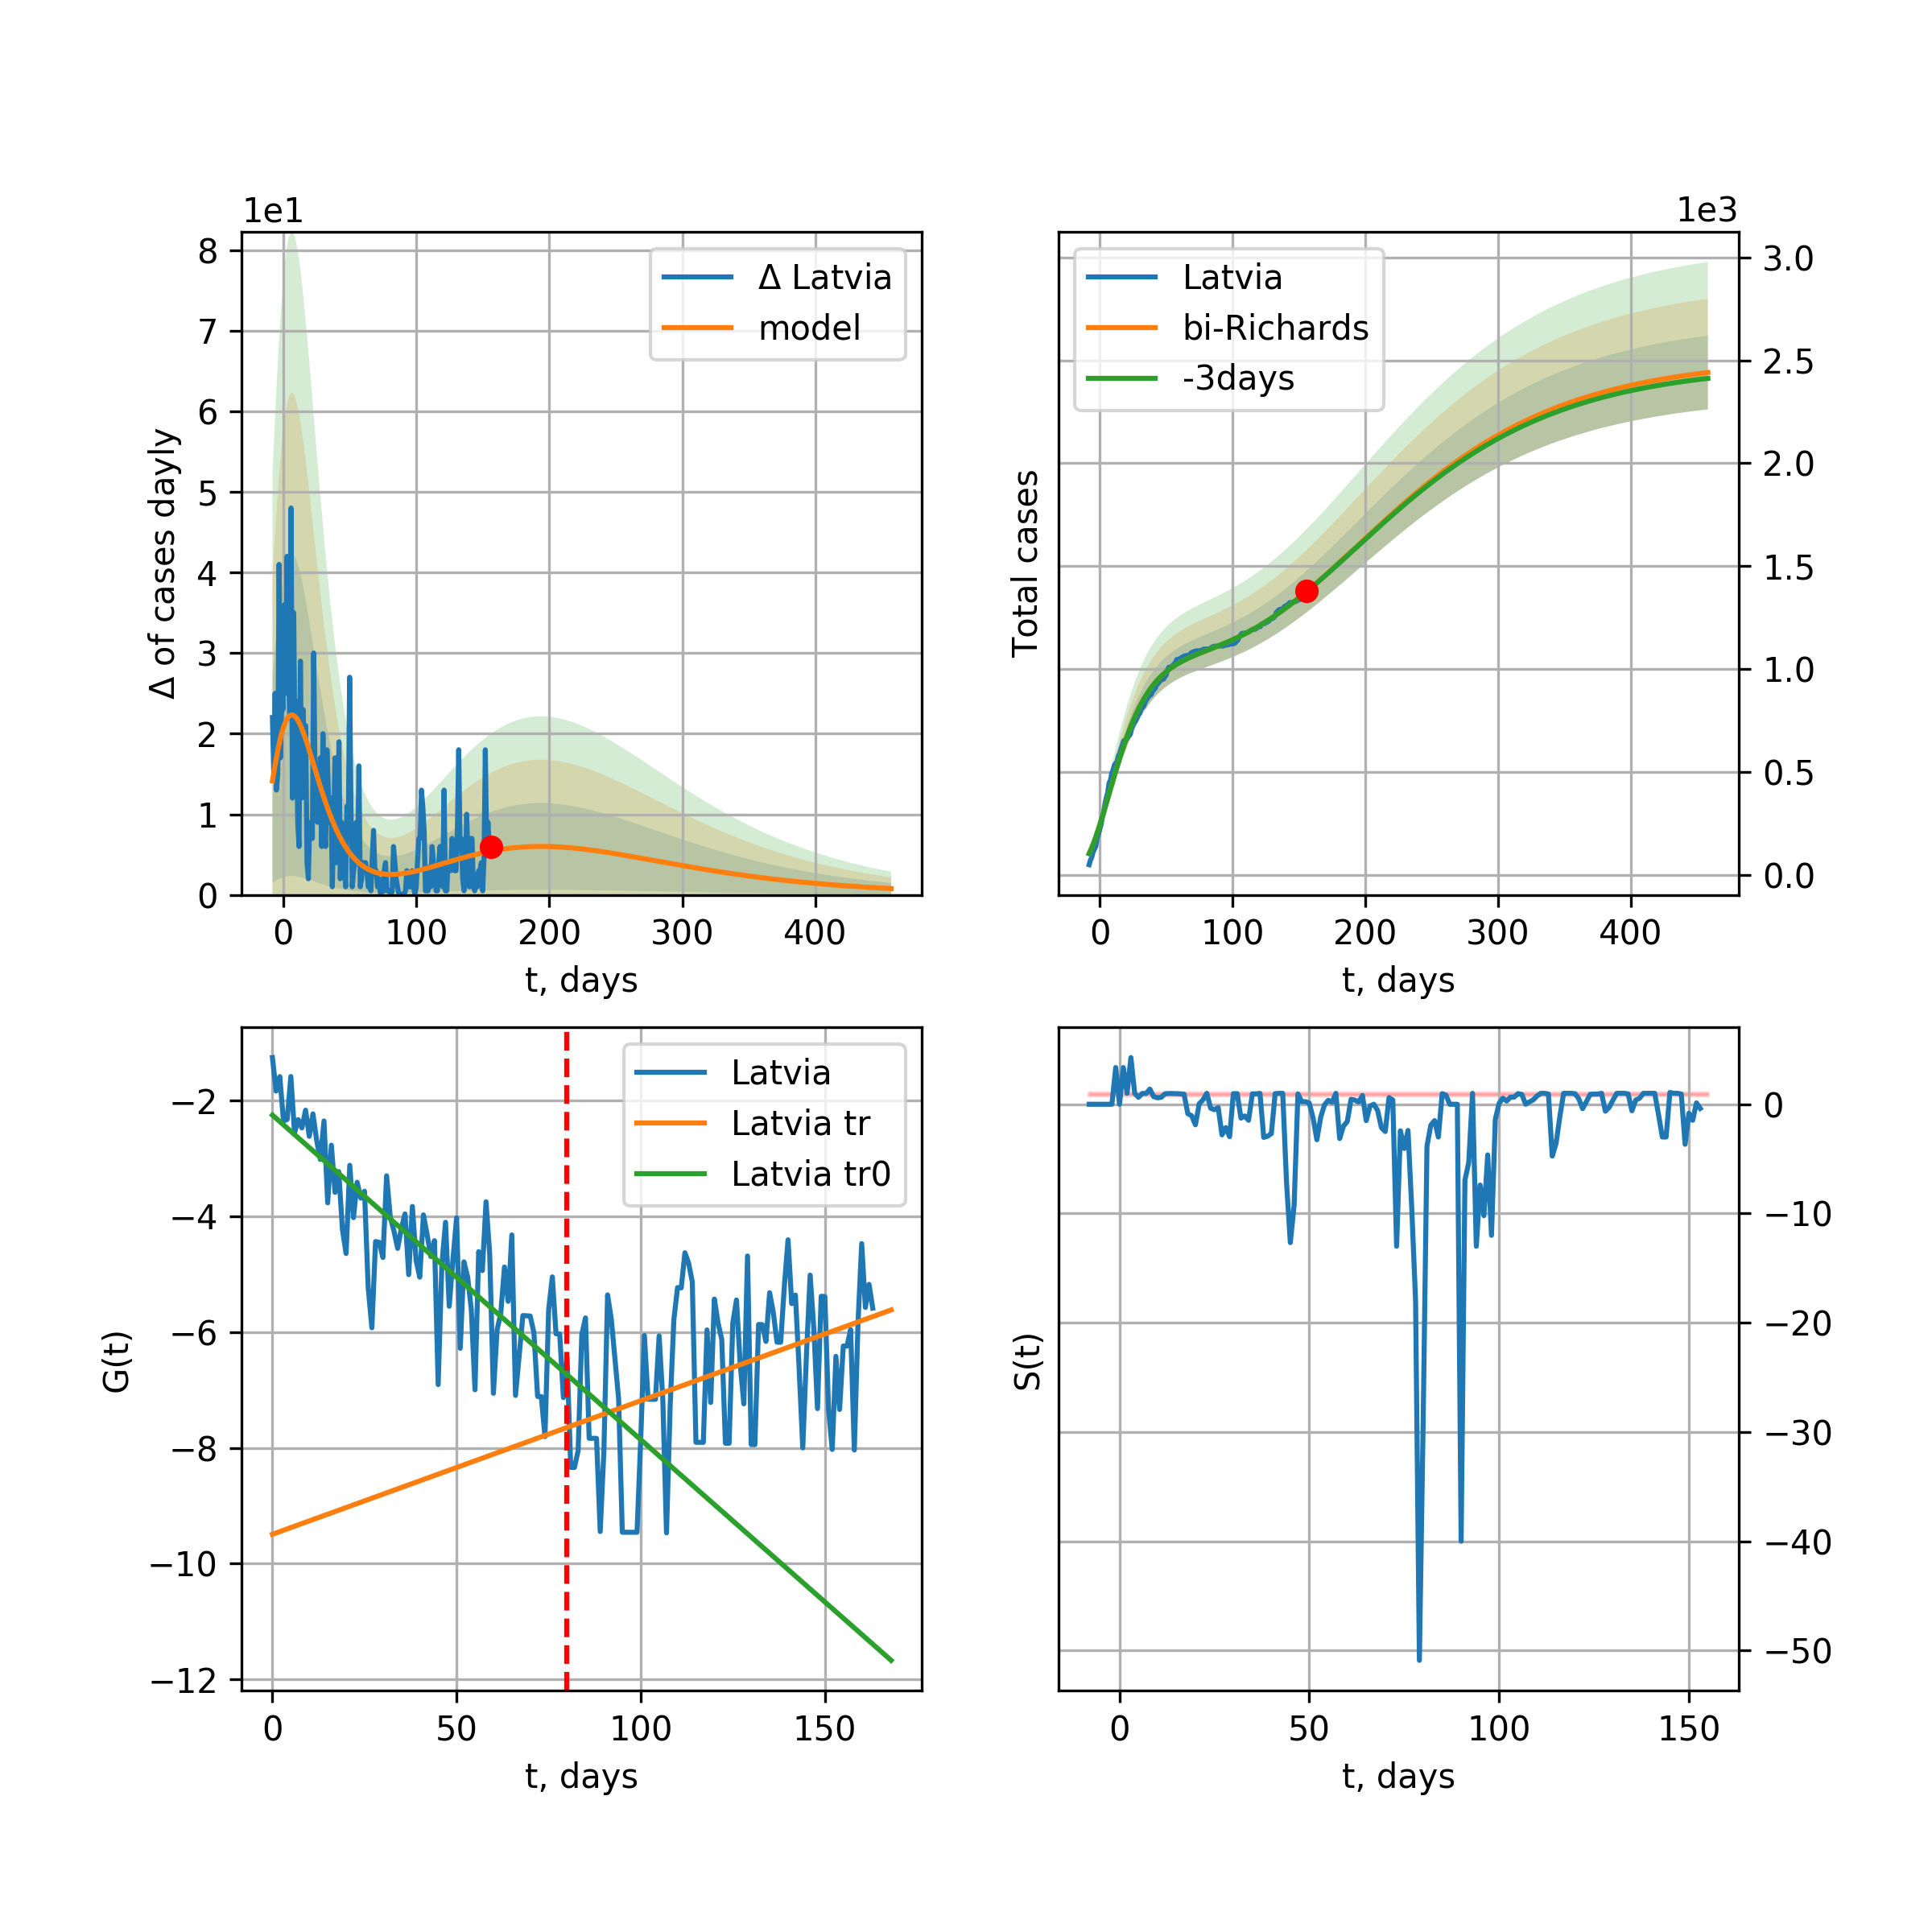 1e1
8
7
6
5
4
3
2
1
0
Δ of cases dayly
Δ Latvia
model
0 100 200 300 400
t, days
1e3
3.0
2.5
2.0
1.5
1.0
0.5
0.0
Total cases
Latvia
bi-Richards
-3days
0 100 200 300 400
t, days
−2
−4
−6
−8
−10
−12
G(t)
Latvia
Latvia tr
Latvia tr0
0 50 100 150
t, days
S(t)
0
−10
−20
−30
−40
−50
0 50 100 150
t, days